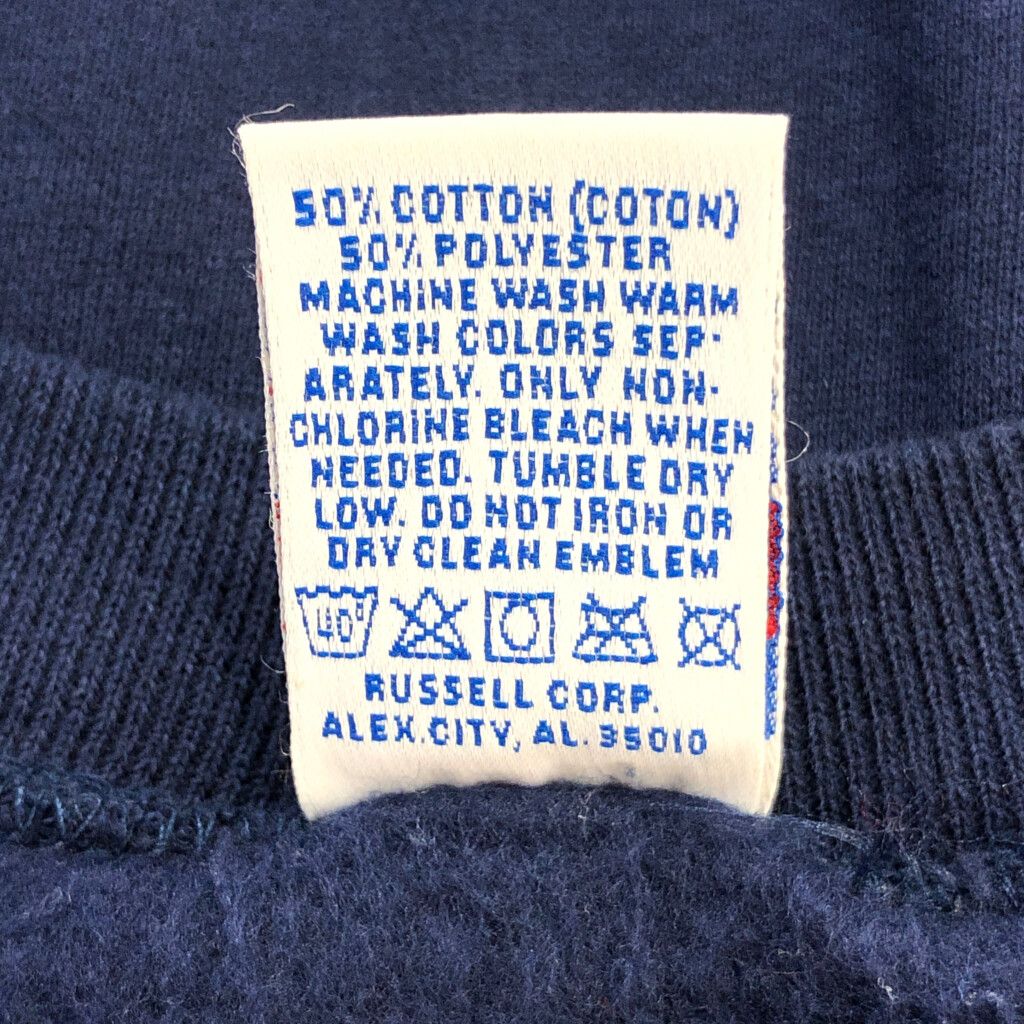 50% COTTON (COTON)
50% POLYESTER
MACHINE WASH WARM
WASH COLORS SEP-
ARATELY. ONLY NON-
CHLORINE BLEACH WHEN
NEEDED. TUMBLE DRY
LOW. DO NOT IRON OR
DRY CLEAN EMBLEM
40°
RUSSELL CORP.
ALEX.CITY, AL. 35010